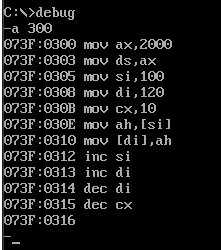 C:\>debug
-a 300
073F:0300 mov ax,2000
073F:0303 mov ds,ax
073F:0305 mov si,100
073F:0308 mov di,120
073F:030B mov cx,10
073F:030E mov ah,[si]
073F:0310 mov [di],ah
073F:0312 inc si
073F:0313 inc di
073F:0314 dec di
073F:0315 dec cx
073F:0316
-